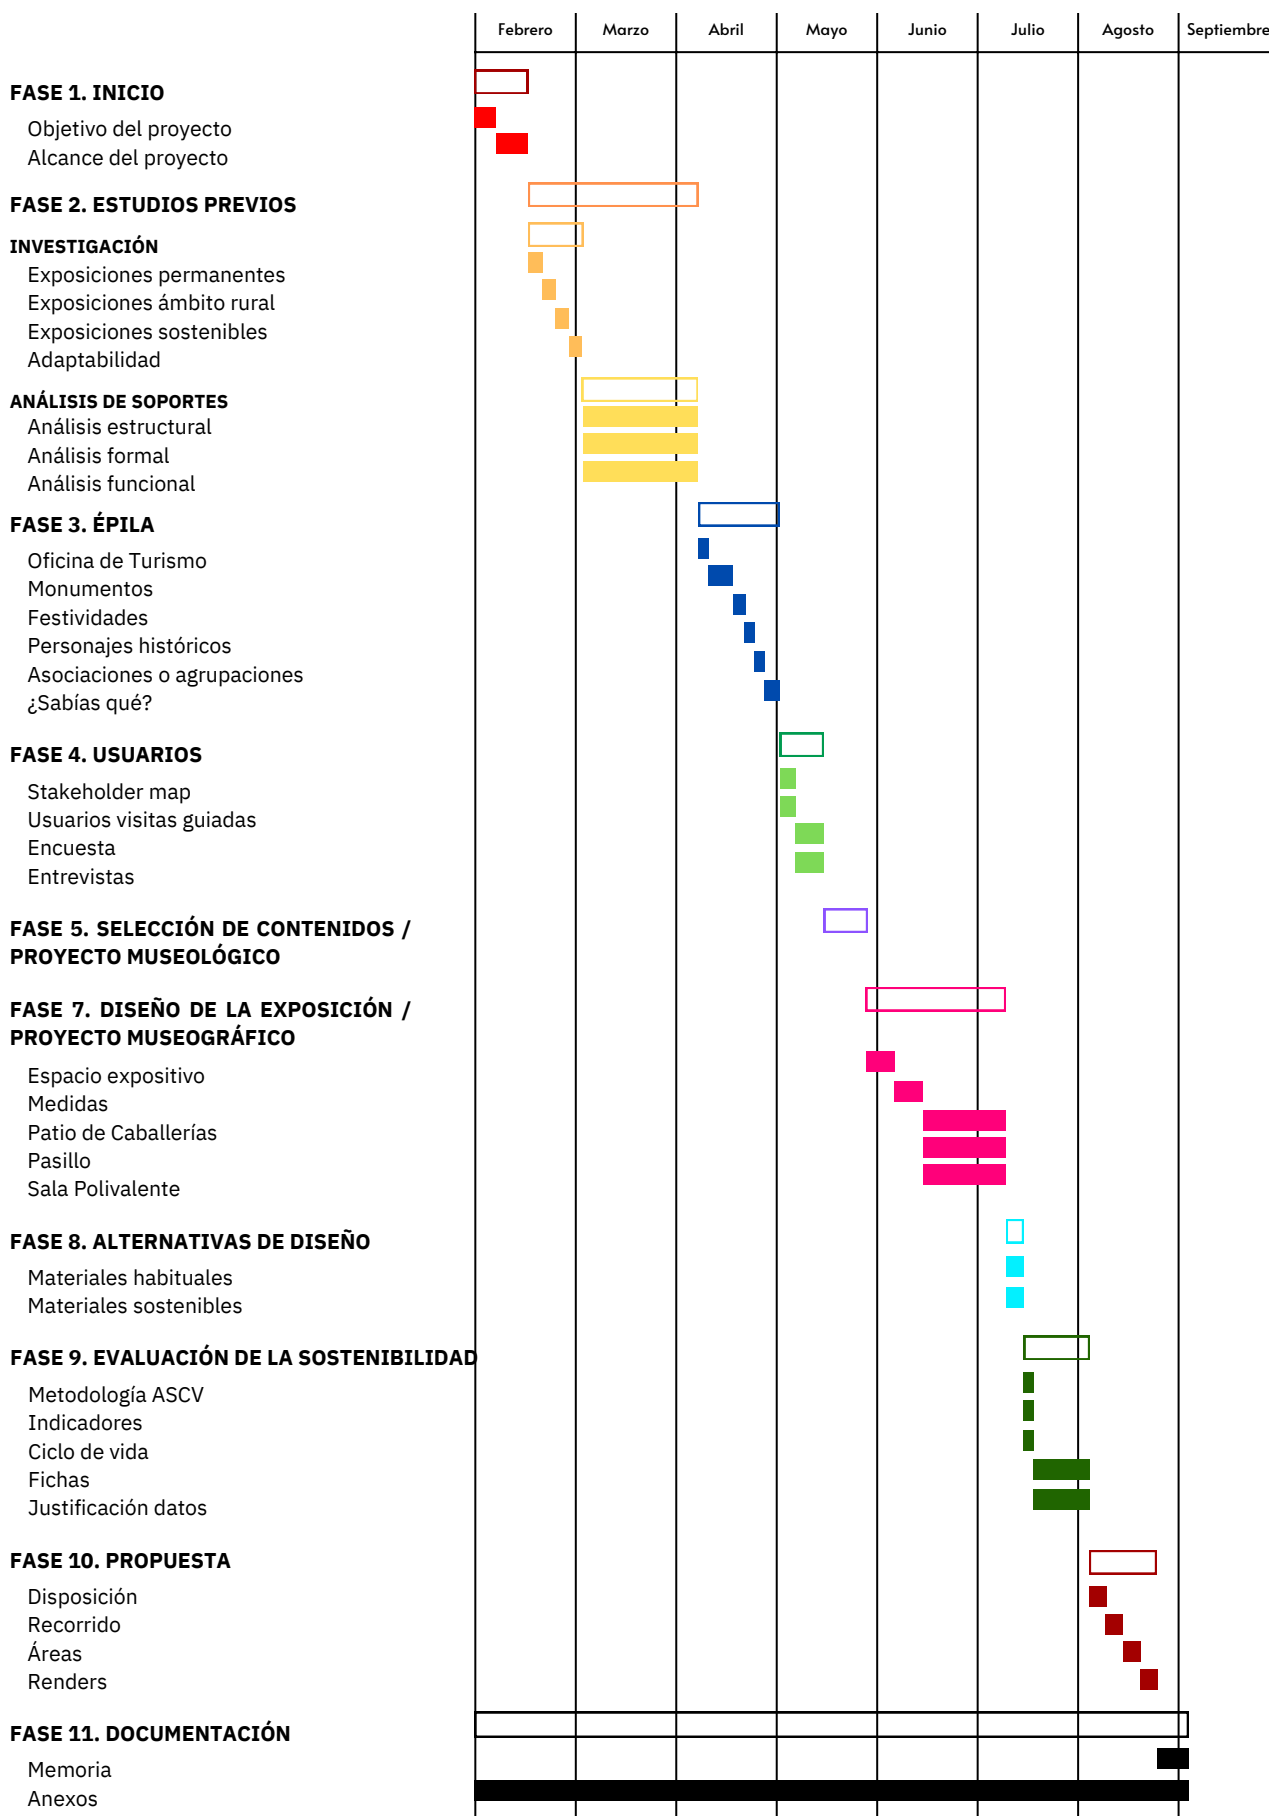 Febrero Marzo Abril Mayo Junio Julio Agosto Septiembre
FASE 1. INICIO
Objetivo del proyecto
Alcance del proyecto
FASE 2. ESTUDIOS PREVIOS
INVESTIGACIÓN
Exposiciones permanentes
Exposiciones ámbito rural
Exposiciones sostenibles
Adaptabilidad
ANÁLISIS DE SOPORTES
Análisis estructural
Análisis formal
Análisis funcional
FASE 3. ÉPILA
Oficina de Turismo
Monumentos
Festividades
Personajes históricos
Asociaciones o agrupaciones
¿Sabías qué?
FASE 4. USUARIOS
Stakeholder map
Usuarios visitas guiadas
Encuesta
Entrevistas
FASE 5. SELECCIÓN DE CONTENIDOS /
PROYECTO MUSEOLÓGICO
FASE 7. DISEÑO DE LA EXPOSICIÓN /
PROYECTO MUSEOGRÁFICO
Espacio expositivo
Medidas
Patio de Caballerías
Pasillo
Sala Polivalente
FASE 8. ALTERNATIVAS DE DISEÑO
Materiales habituales
Materiales sostenibles
FASE 9. EVALUACIÓN DE LA SOSTENIBILIDAD
Metodología ASCV
Indicadores
Ciclo de vida
Fichas
Justificación datos
FASE 10. PROPUESTA
Disposición
Recorrido
Áreas
Renders
FASE 11. DOCUMENTACIÓN
Memoria
Anexos